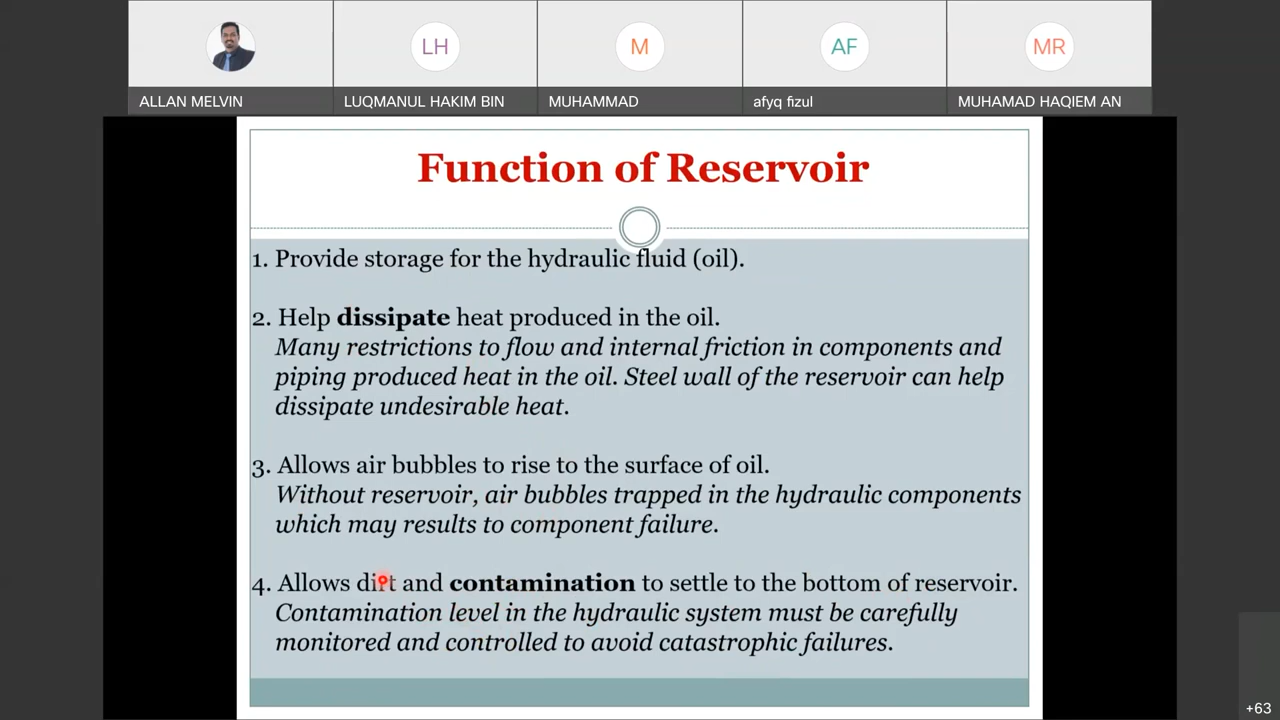 LH
M
AF
MR
ALLAN MELVIN
LUQMANUL HAKIM BIN
MUHAMMAD
afyq fizul
MUHAMAD HAQIEM AN
Function of Reservoir
1. Provide storage for the hydraulic fluid (oil).
2. Help dissipate heat produced in the oil.
Many restrictions to flow and internal friction in components and
piping produced heat in the oil. Steel wall of the reservoir can help
dissipate undesirable heat.
3. Allows air bubbles to rise to the surface of oil.
Without reservoir, air bubbles trapped in the hydraulic components
which may results to component failure.
4. Allows dirt and contamination to settle to the bottom of reservoir.
Contamination level in the hydraulic system must be carefully
monitored and controlled to avoid catastrophic failures.
+63